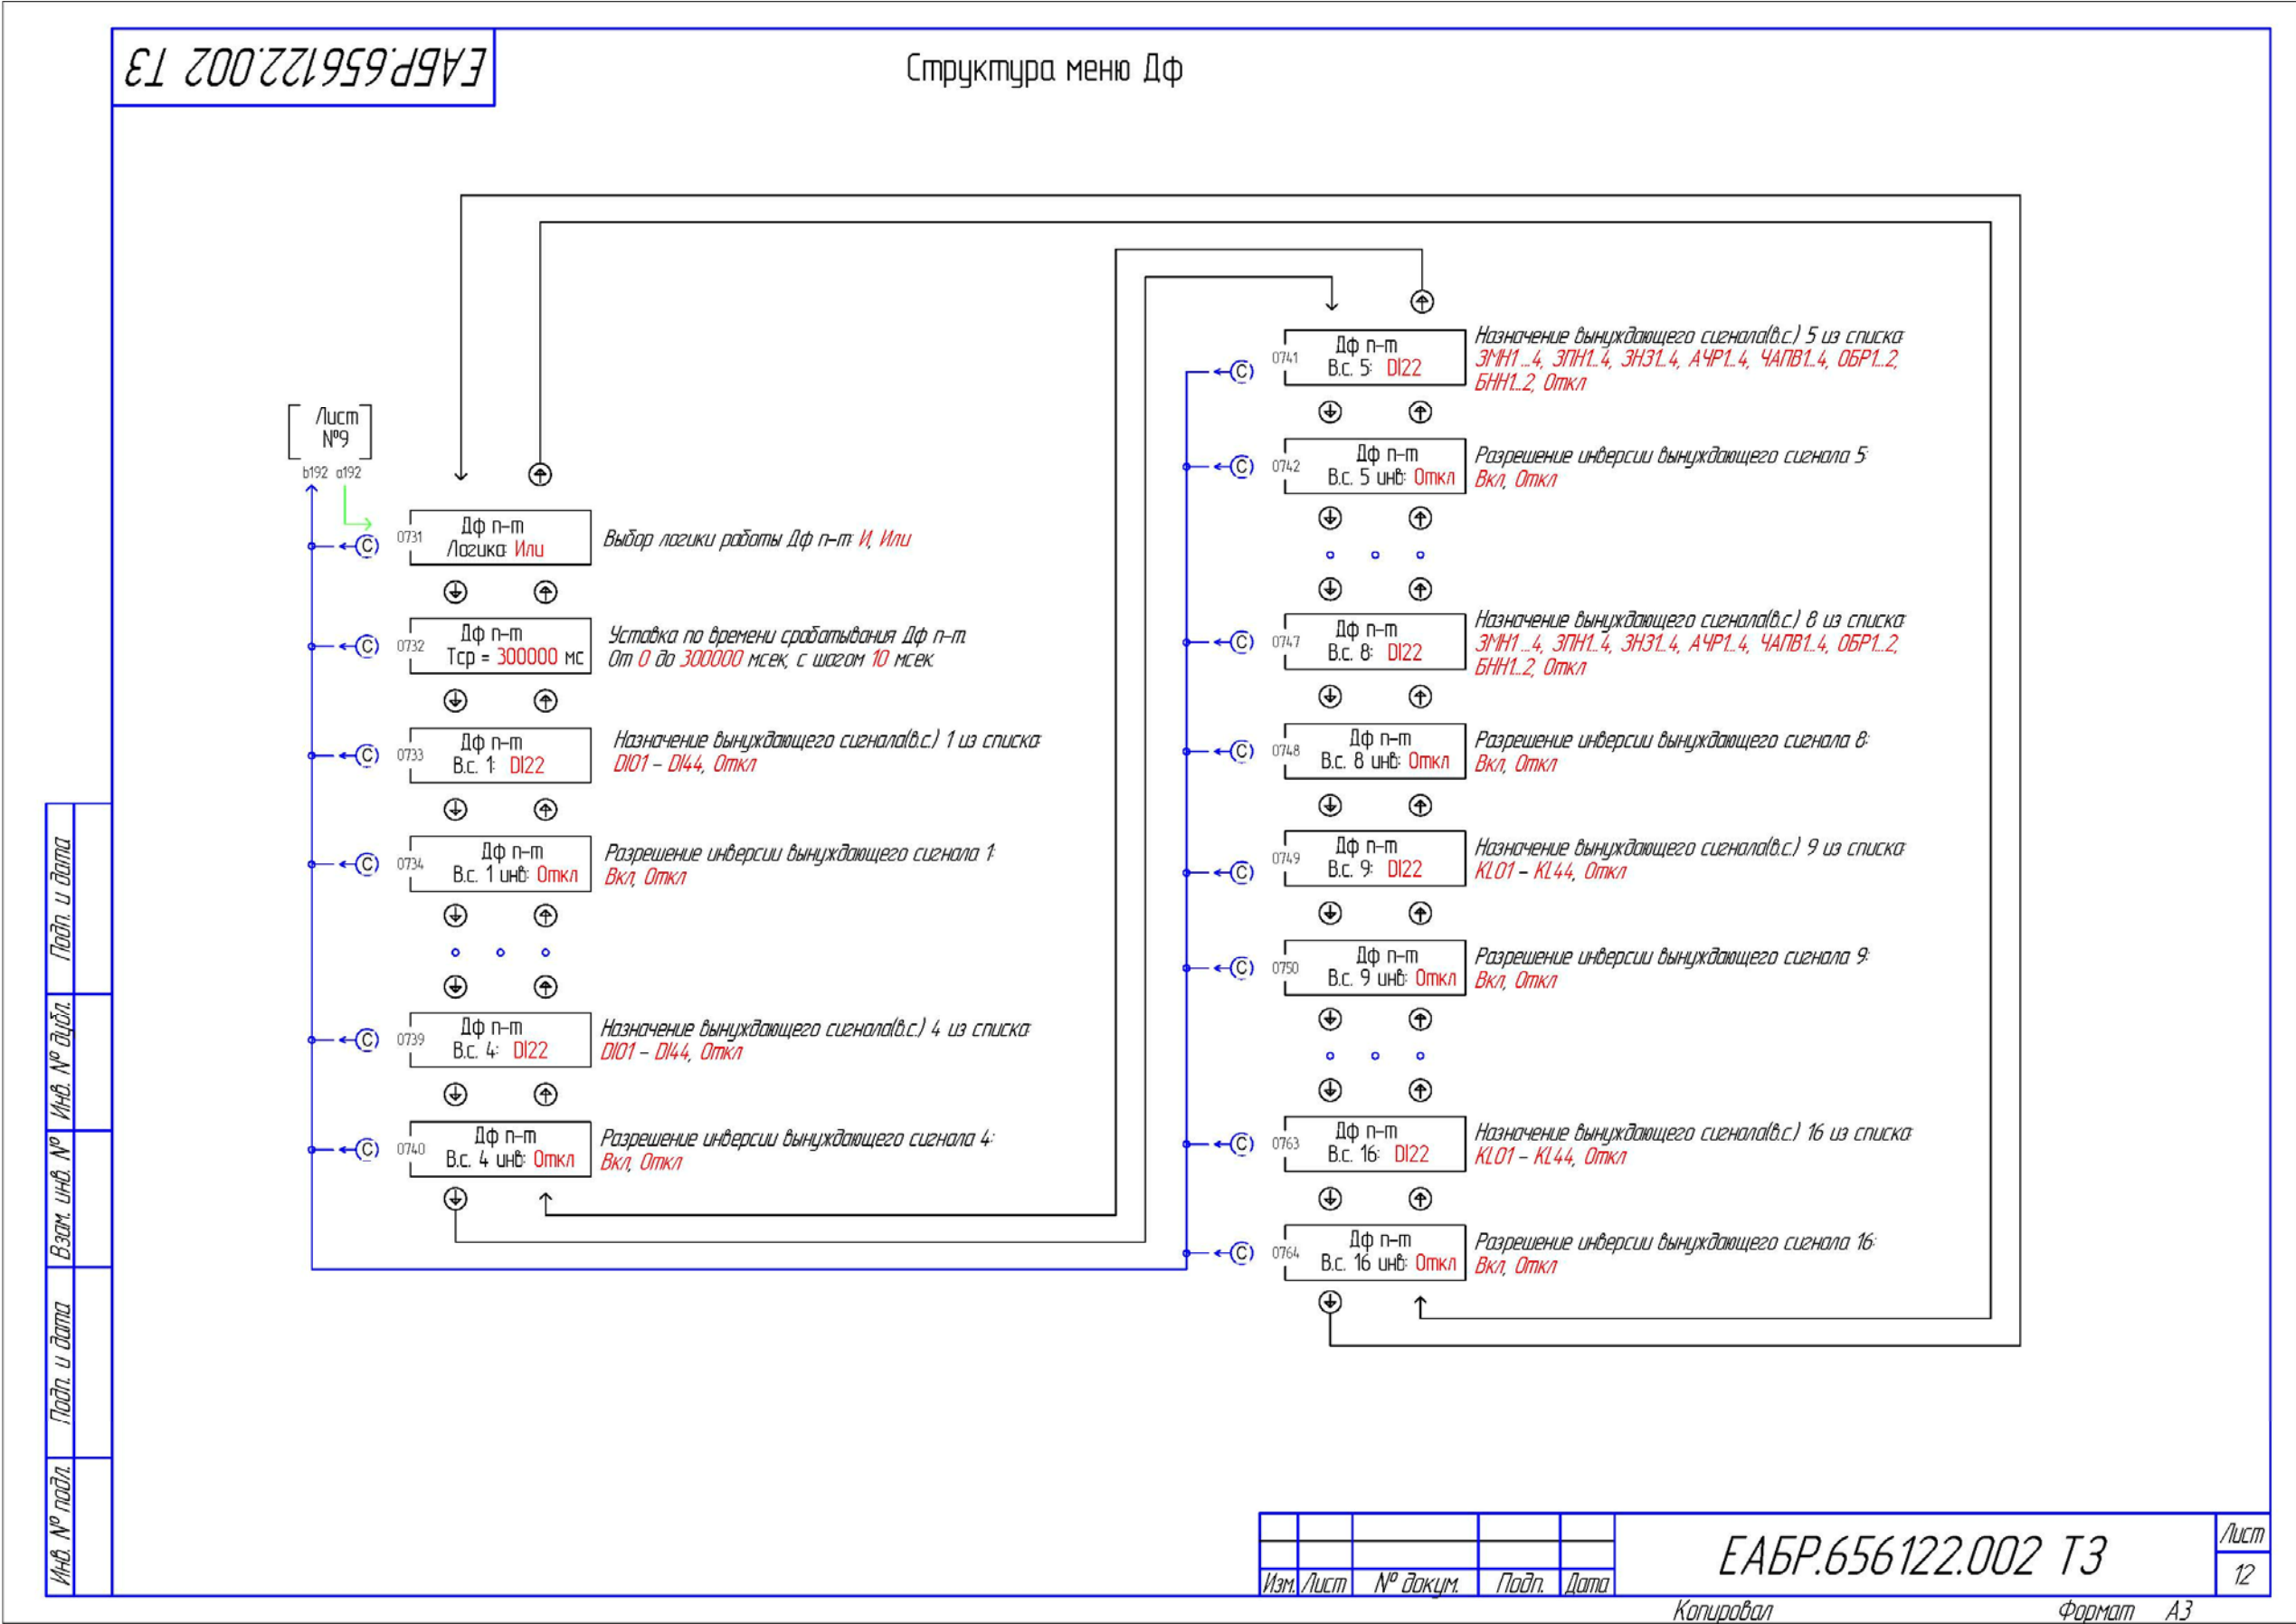 ЕАБР.656122.002 ТЗ
Структура меню Дф
Лист
№9
b192 a192
0731
Дф n-m
Логика: Или
Выбор логики работы Дф n-m: И, Или
0732
Дф n-m
Тср = 300000 мс
Уставка по времени срабатывания Дф n-m.
От 0 до 300000 мсек, с шагом 10 мсек.
0733
Дф n-m
В.с. 1: DI22
Назначение вынуждающего сигнала(в.с.) 1 из списка:
DI01 - DI44, Откл
0734
Дф n-m
В.с. 1 инв: Откл
Разрешение инверсии вынуждающего сигнала 1:
Вкл, Откл
0739
Дф n-m
В.с. 4: DI22
Назначение вынуждающего сигнала(в.с.) 4 из списка:
DI01 - DI44, Откл
0740
Дф n-m
В.с. 4 инв: Откл
Разрешение инверсии вынуждающего сигнала 4:
Вкл, Откл
0741
Дф n-m
В.с. 5: DI22
Назначение вынуждающего сигнала(в.с.) 5 из списка:
ЗМН1...4, ЗПН1..4, ЗНЗ1..4, АЧР1..4, ЧАПВ1..4, ОБР1..2,
БНН1..2, Откл
0742
Дф n-m
В.с. 5 инв: Откл
Разрешение инверсии вынуждающего сигнала 5:
Вкл, Откл
0747
Дф n-m
В.с. 8: DI22
Назначение вынуждающего сигнала(в.с.) 8 из списка:
ЗМН1...4, ЗПН1..4, ЗНЗ1..4, АЧР1..4, ЧАПВ1..4, ОБР1..2,
БНН1..2, Откл
0748
Дф n-m
В.с. 8 инв: Откл
Разрешение инверсии вынуждающего сигнала 8:
Вкл, Откл
0749
Дф n-m
В.с. 9: DI22
Назначение вынуждающего сигнала(в.с.) 9 из списка:
KL01 - KL44, Откл
0750
Дф n-m
В.с. 9 инв: Откл
Разрешение инверсии вынуждающего сигнала 9:
Вкл, Откл
0763
Дф n-m
В.с. 16: DI22
Назначение вынуждающего сигнала(в.с.) 16 из списка:
KL01 - KL44, Откл
0764
Дф n-m
В.с. 16 инв: Откл
Разрешение инверсии вынуждающего сигнала 16:
Вкл, Откл
С
С
С
С
С
С
С
С
С
С
С
С
С
С
Подп. и дата
Инв. № дубл.
Взам. инв. №
Подп. и дата
Инв. № подл.
Изм. Лист № докум. Подп. Дата
ЕАБР.656122.002 ТЗ
Лист
12
Копировал
Формат А3